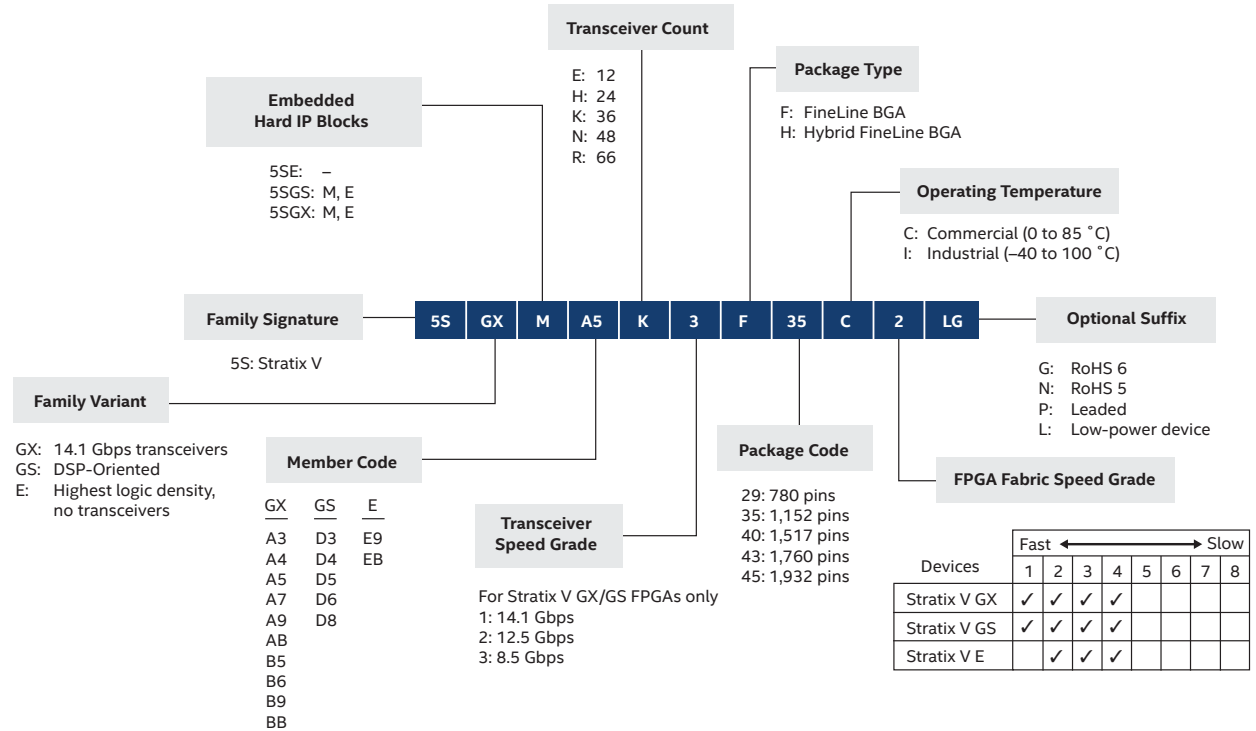 Transceiver Count
E: 12
H: 24
K: 36
N: 48
R: 66
Package Type
F: FineLine BGA
H: Hybrid FineLine BGA
Embedded
Hard IP Blocks
5SE: –
5SGS: M, E
5SGX: M, E
Operating Temperature
C: Commercial (0 to 85 ˚C)
I: Industrial (–40 to 100 ˚C)
Family Signature
5S: Stratix V
5S GX M A5 K 3 F 35 C 2 LG
Optional Suffix
G: RoHS 6
N: RoHS 5
P: Leaded
L: Low-power device
Family Variant
GX: 14.1 Gbps transceivers
GS: DSP-Oriented
E: Highest logic density,
no transceivers
Member Code
GX GS E
A3 D3 E9
A4 D4 EB
A5 D5
A7 D6
A9 D8
AB
B5
B6
B9
BB
Transceiver
Speed Grade
For Stratix V GX/GS FPGAs only
1: 14.1 Gbps
2: 12.5 Gbps
3: 8.5 Gbps
Package Code
29: 780 pins
35: 1,152 pins
40: 1,517 pins
43: 1,760 pins
45: 1,932 pins
FPGA Fabric Speed Grade
Fast Slow
Devices 1 2 3 4 5 6 7 8
Stratix V GX ✓ ✓ ✓ ✓
Stratix V GS ✓ ✓ ✓ ✓
Stratix V E ✓ ✓ ✓